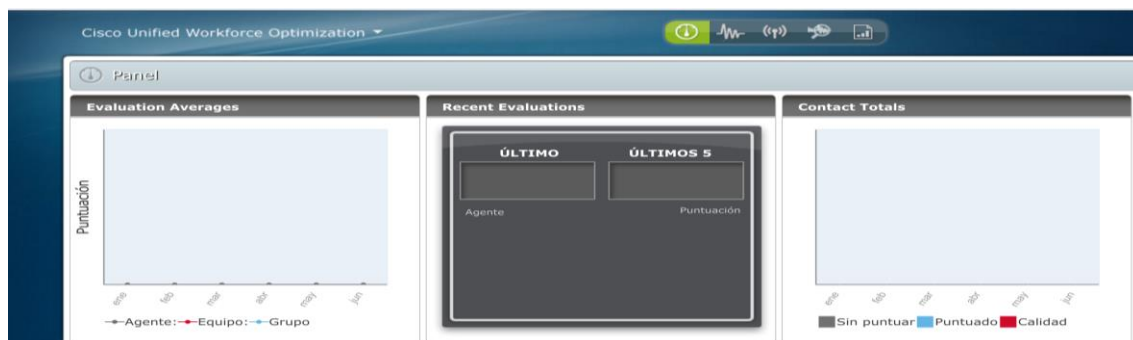 Cisco Unified Workforce Optimization
Panel
Evaluation Averages
Puntuación
ene feb mar abr may jun
Agente: Equipo: Grupo
Recent Evaluations
ÚLTIMO ÚLTIMOS 5
Agente Puntuación
Contact Totals
ene feb mar abr may jun
Sin puntuar Puntuado Calidad